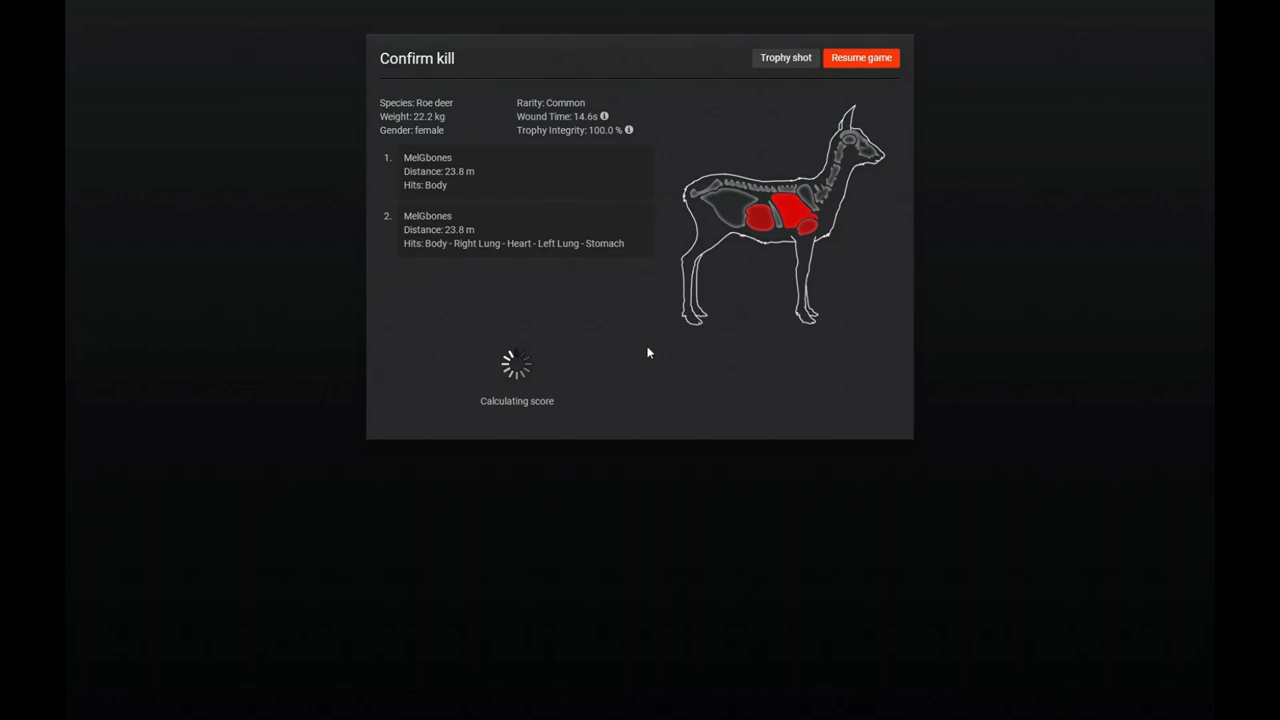 Confirm kill
Trophy shot
Resume game
Species: Roe deer
Weight: 22.2 kg
Gender: female
Rarity: Common
Wound Time: 14.6s
Trophy Integrity: 100.0 %
1.
MelGbones
Distance: 23.8 m
Hits: Body
2.
MelGbones
Distance: 23.8 m
Hits: Body - Right Lung - Heart - Left Lung - Stomach
Calculating score